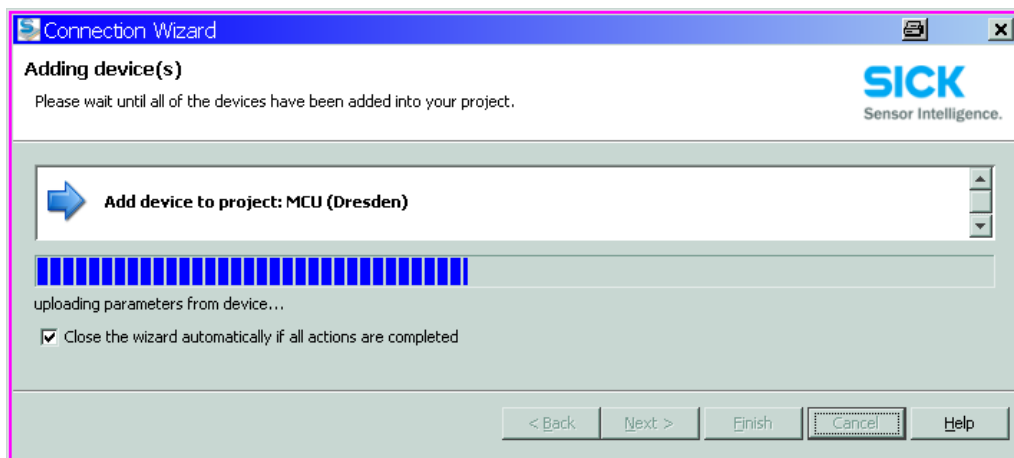 Connection Wizard
Adding device(s)
Please wait until all of the devices have been added into your project.
SICK
Sensor Intelligence.
Add device to project: MCU (Dresden)
uploading parameters from device...
Close the wizard automatically if all actions are completed
< Back Next > Finish Cancel Help